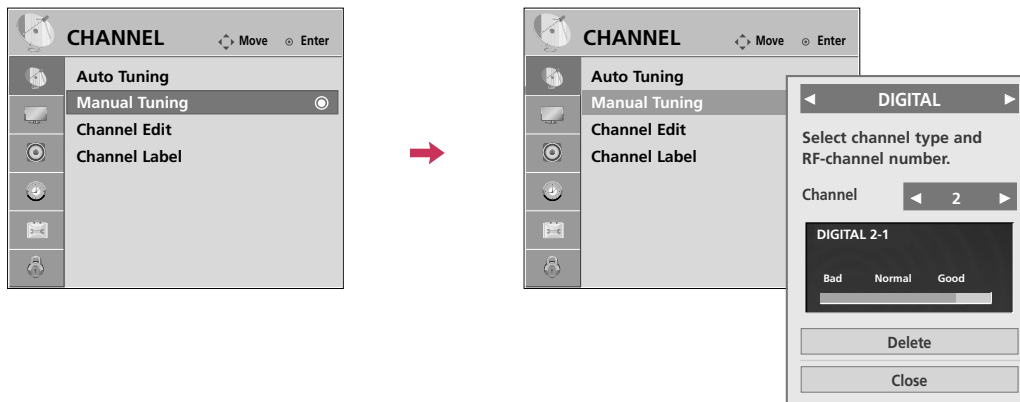 CHANNEL Move Enter
Auto Tuning
Manual Tuning
Channel Edit
Channel Label
CHANNEL Move Enter
Auto Tuning
Manual Tuning
Channel Edit
Channel Label
DIGITAL
Select channel type and
RF-channel number.
Channel 2
DIGITAL 2-1
Bad Normal Good
Delete
Close